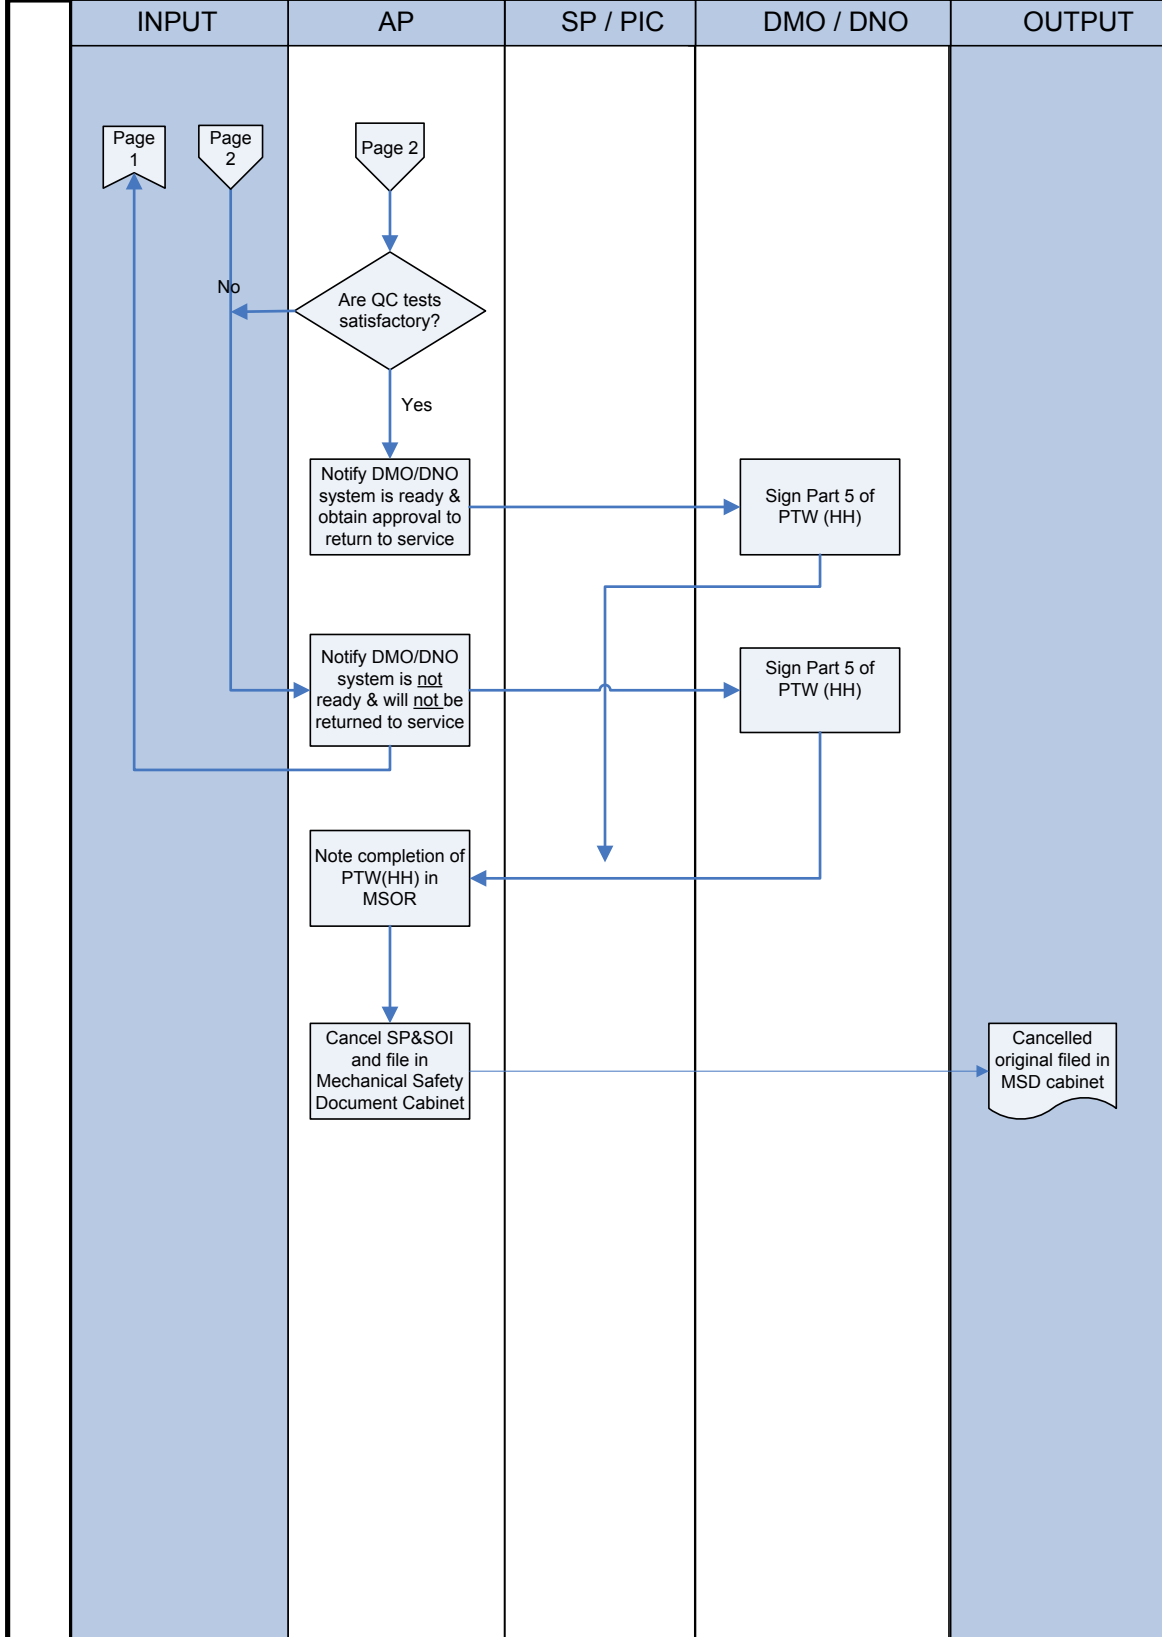 INPUT
AP
SP / PIC
DMO / DNO
OUTPUT
Page
1
Page
2
Page 2
No
Are QC tests
satisfactory?
Yes
Notify DMO/DNO
system is ready &
obtain approval to
return to service
Sign Part 5 of
PTW (HH)
Notify DMO/DNO
system is not
ready & will not be
returned to service
Sign Part 5 of
PTW (HH)
Note completion of
PTW(HH) in
MSOR
Cancel SP&SOI
and file in
Mechanical Safety
Document Cabinet
Cancelled
original filed in
MSD cabinet